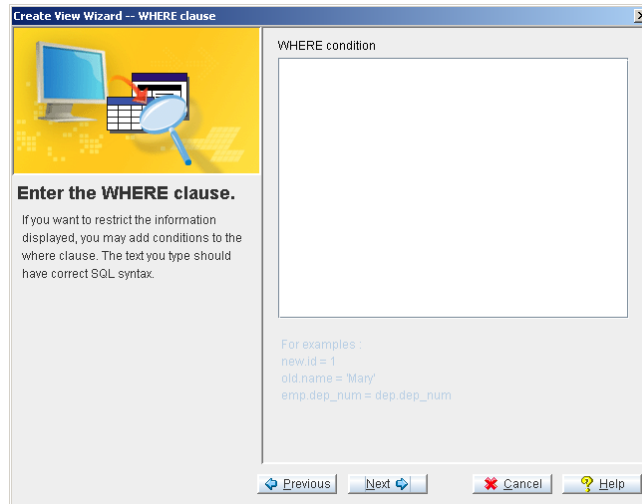 Create View Wizard -- WHERE clause
WHERE condition
Enter the WHERE clause.
If you want to restrict the information
displayed, you may add conditions to the
where clause. The text you type should
have correct SQL syntax.
For examples :
new.id = 1
old.name = 'Mary'
emp.dep_num = dep.dep_num
Previous
Next
Cancel
Help